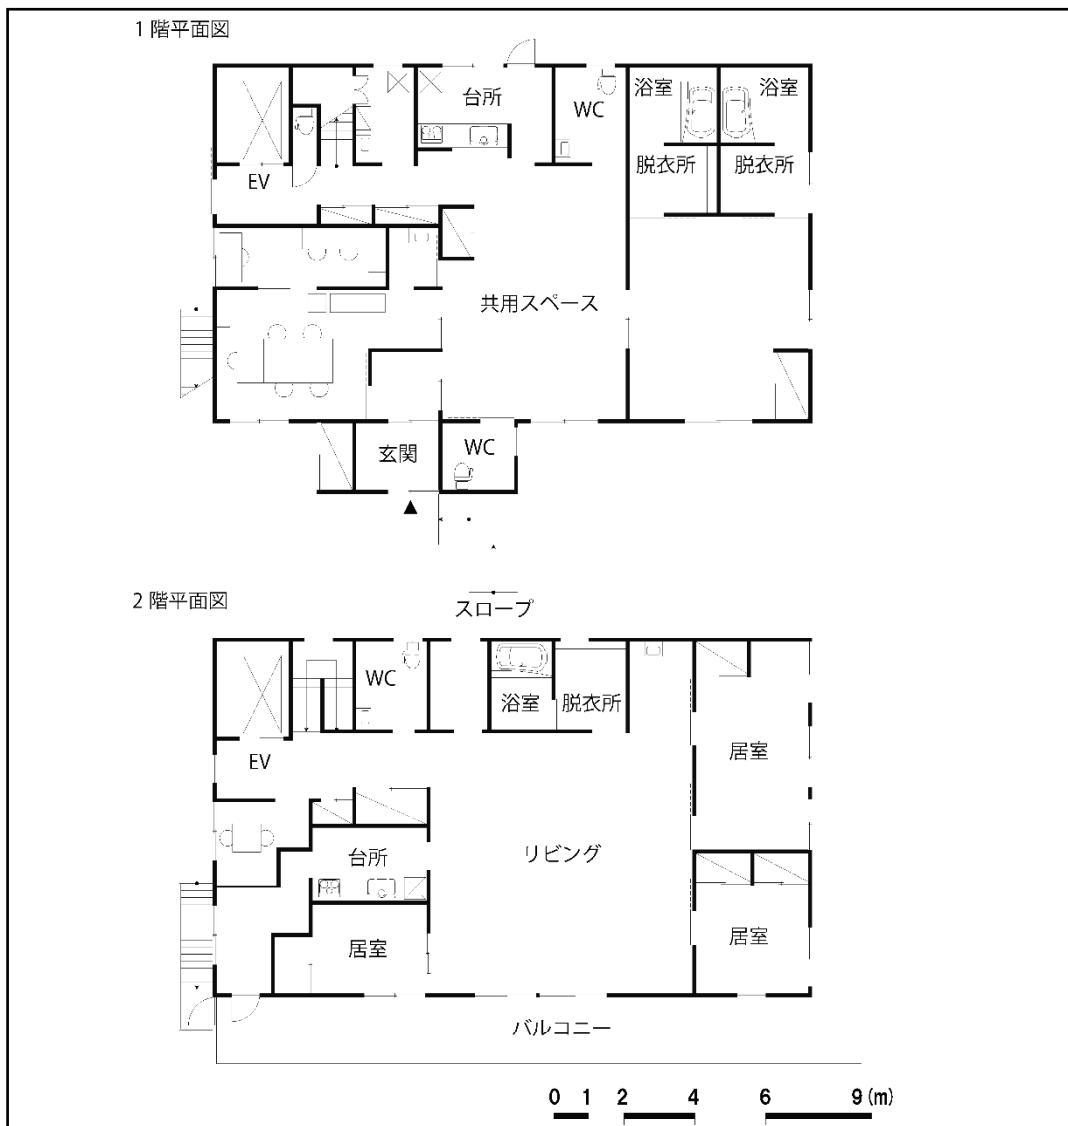 1 階平面図
浴室
浴室
台所
WC
脱衣所
脱衣所
EV
共用スペース
玄関
WC
2 階平面図
スロープ
WC
浴室
脱衣所
EV
居室
台所
リビング
居室
居室
バルコニー
0 1 2 4 6 9 (m)